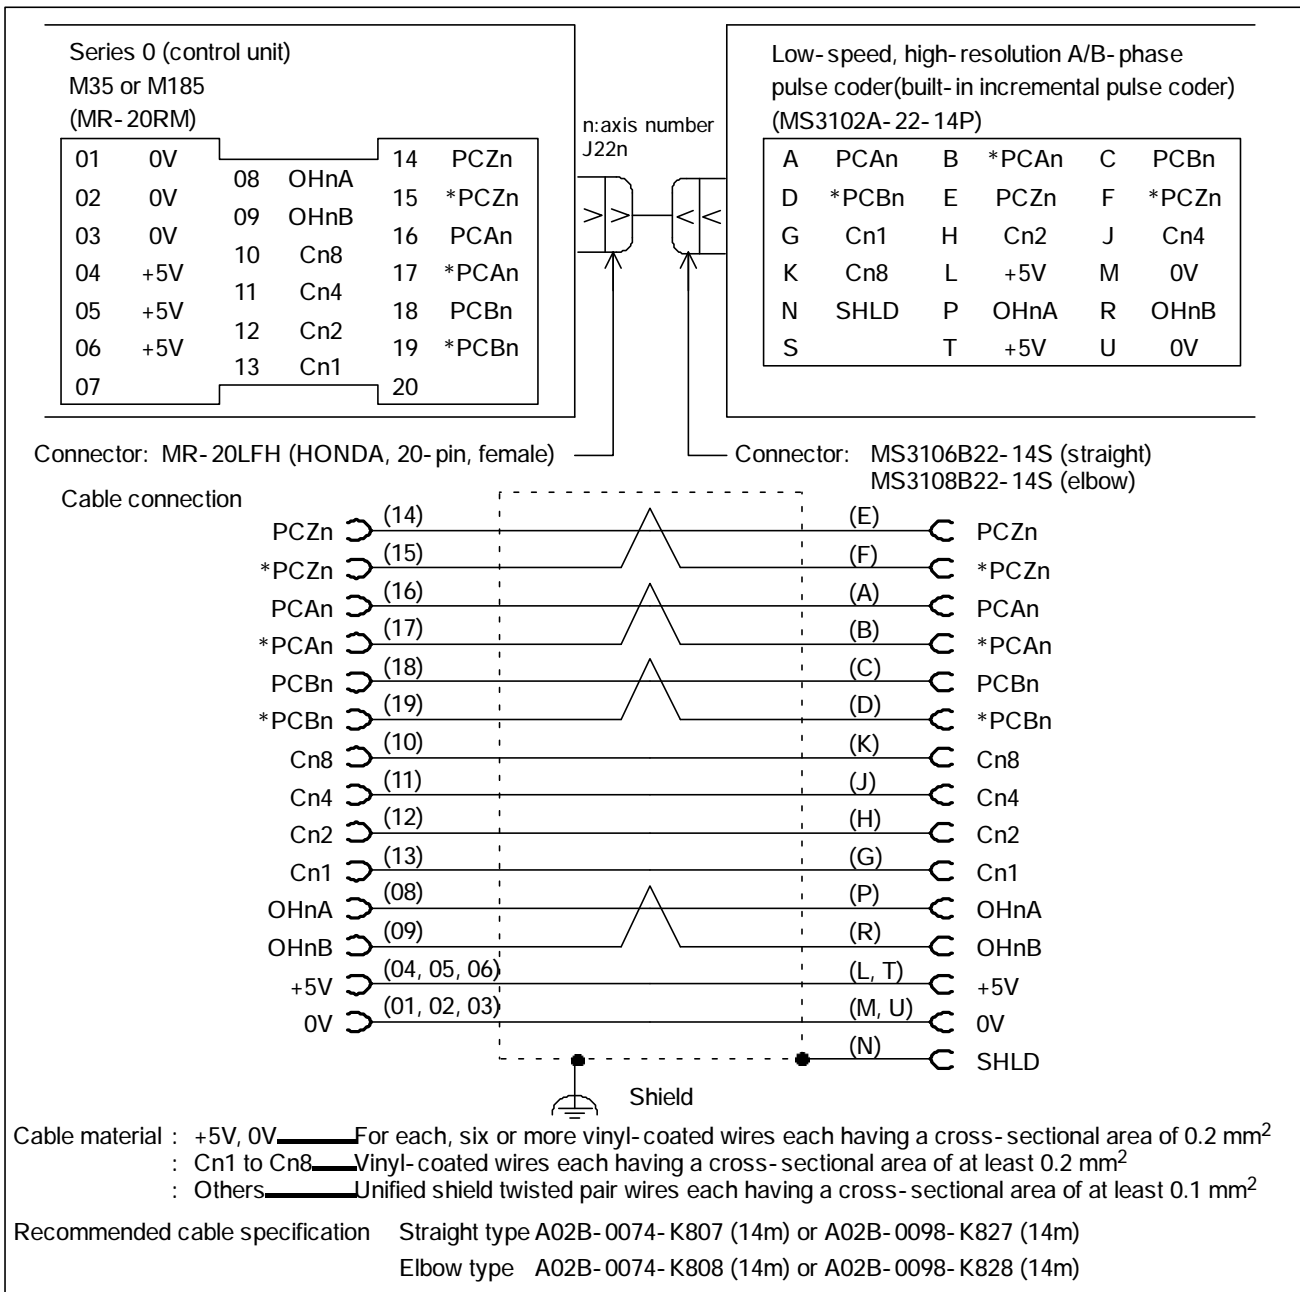 Series 0 (control unit)
M35 or M185
(MR-20RM)
01 0V 14 PCZn
08 OHnA
02 0V 15 *PCZn
09 OHnB
03 0V 16 PCAn
10 Cn8
04 +5V 17 *PCAn
11 Cn4
05 +5V 18 PCBn
12 Cn2
06 +5V 19 *PCBn
13 Cn1
07 20
n:axis number
J22n
Low-speed, high-resolution A/B-phase
pulse coder(built-in incremental pulse coder)
(MS3102A-22-14P)
A PCAn B *PCAn C PCBn
D *PCBn E PCZn F *PCZn
G Cn1 H Cn2 J Cn4
K Cn8 L +5V M 0V
N SHLD P OHnA R OHnB
S T +5V U 0V
Connector: MR-20LFH (HONDA, 20-pin, female)
Connector: MS3106B22-14S (straight)
MS3108B22-14S (elbow)
Cable connection
PCZn (14) (E) PCZn
*PCZn (15) (F) *PCZn
PCAn (16) (A) PCAn
*PCAn (17) (B) *PCAn
PCBn (18) (C) PCBn
*PCBn (19) (D) *PCBn
Cn8 (10) (K) Cn8
Cn4 (11) (J) Cn4
Cn2 (12) (H) Cn2
Cn1 (13) (G) Cn1
OHnA (08) (P) OHnA
OHnB (09) (R) OHnB
+5V (04, 05, 06) (L, T) +5V
0V (01, 02, 03) (M, U) 0V
(N) SHLD
Shield
Cable material : +5V, 0V For each, six or more vinyl-coated wires each having a cross-sectional area of 0.2 mm²
: Cn1 to Cn8 Vinyl-coated wires each having a cross-sectional area of at least 0.2 mm²
: Others Unified shield twisted pair wires each having a cross-sectional area of at least 0.1 mm²
Recommended cable specification Straight type A02B-0074-K807 (14m) or A02B-0098-K827 (14m)
Elbow type A02B-0074-K808 (14m) or A02B-0098-K828 (14m)